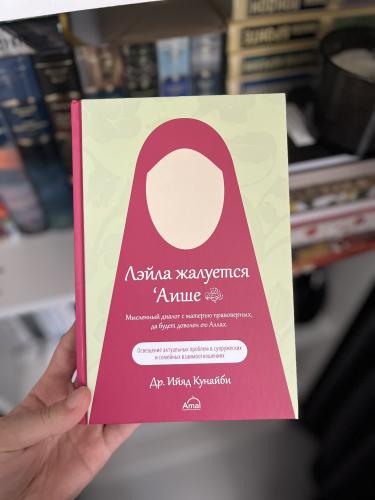 Лэйла жалуется
‘Аише
Мысленный диалог с матерью правоверных,
да будет доволен ею Аллах.
Освещение актуальных проблем в супружеских
и семейных взаимоотношениях
Др. Ийяд Кунайби
Amal